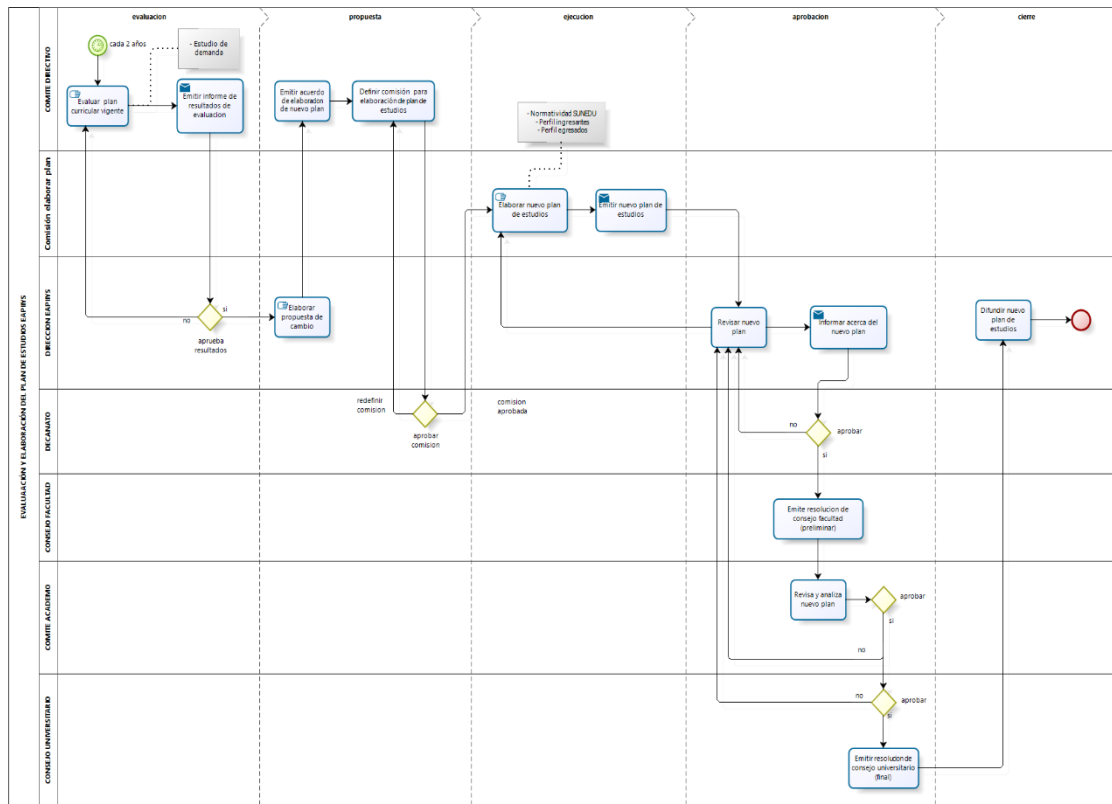 evaluacion
propuesta
ejecucion
aprobacion
cierre
EVALUAACIÓN Y ELABORACIÓN DEL PLAN DE ESTUDIOS EAPIIYS
COMITE DIRECTIVO
cada 2 años
- Estudio de
demanda
Evaluar plan
curricular vigente
Emitir informe de
resultados de
evaluacion
Emitir acuerdo
de elaboracion
de nuevo plan
Definir comisión para
elaboración de plan de
estudios
- Normatividad SUNEDU
- Perfil ingresantes
- Perfil egresados
Comisión elaborar plan
Elaborar nuevo plan
de estudios
Emitir nuevo plan de
estudios
DIRECCION EAPIIYS
si
no
aprueba
resultados
Elaborar
propuesta de
cambio
Revisar nuevo
plan
Informar acerca del
nuevo plan
Difundir nuevo
plan de
estudios
DECANATO
redefinir
comision
comision
aprobada
aprobar
comision
no
aprobar
si
CONSEJO FACULTAD
Emite resolucion de
consejo facultad
(preliminar)
COMITE ACADEMO
Revisa y analiza
nuevo plan
aprobar
si
no
CONSEJO UNIVERSITARIO
no
aprobar
si
Emitir resolucion de
consejo universitario
(final)